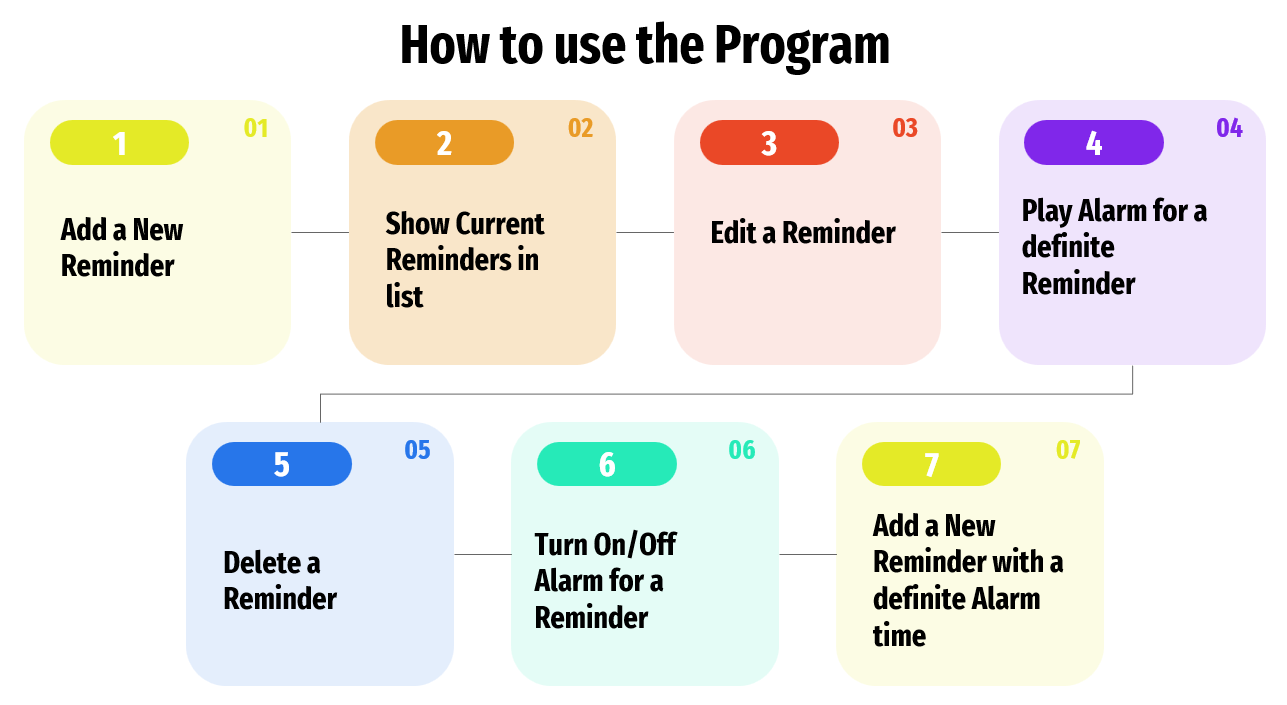 How to use the Program
1
01
Add a New
Reminder
2
02
Show Current
Reminders in
list
3
03
Edit a Reminder
4
04
Play Alarm for a
definite
Reminder
5
05
Delete a
Reminder
6
06
Turn On/Off
Alarm for a
Reminder
7
07
Add a New
Reminder with a
definite Alarm
time